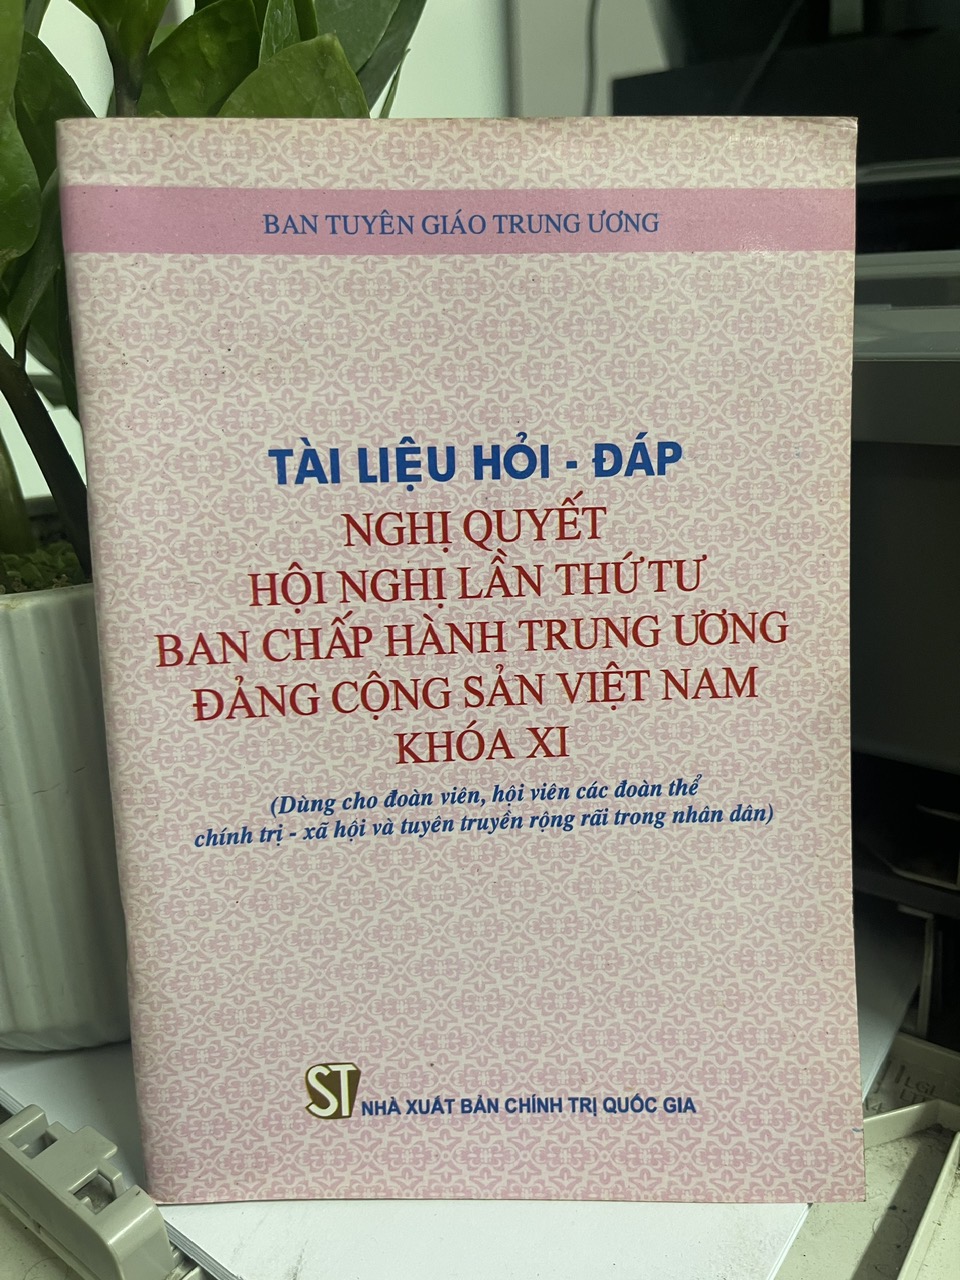 BAN TUYÊN GIÁO TRUNG ƯƠNG
TÀI LIỆU HỎI - ĐÁP
NGHỊ QUYẾT
HỘI NGHỊ LẦN THỨ TƯ
BAN CHẤP HÀNH TRUNG ƯƠNG
ĐẢNG CỘNG SẢN VIỆT NAM
KHÓA XI
(Dùng cho đoàn viên, hội viên các đoàn thể
chính trị - xã hội và tuyên truyền rộng rãi trong nhân dân)
ST NHÀ XUẤT BẢN CHÍNH TRỊ QUỐC GIA